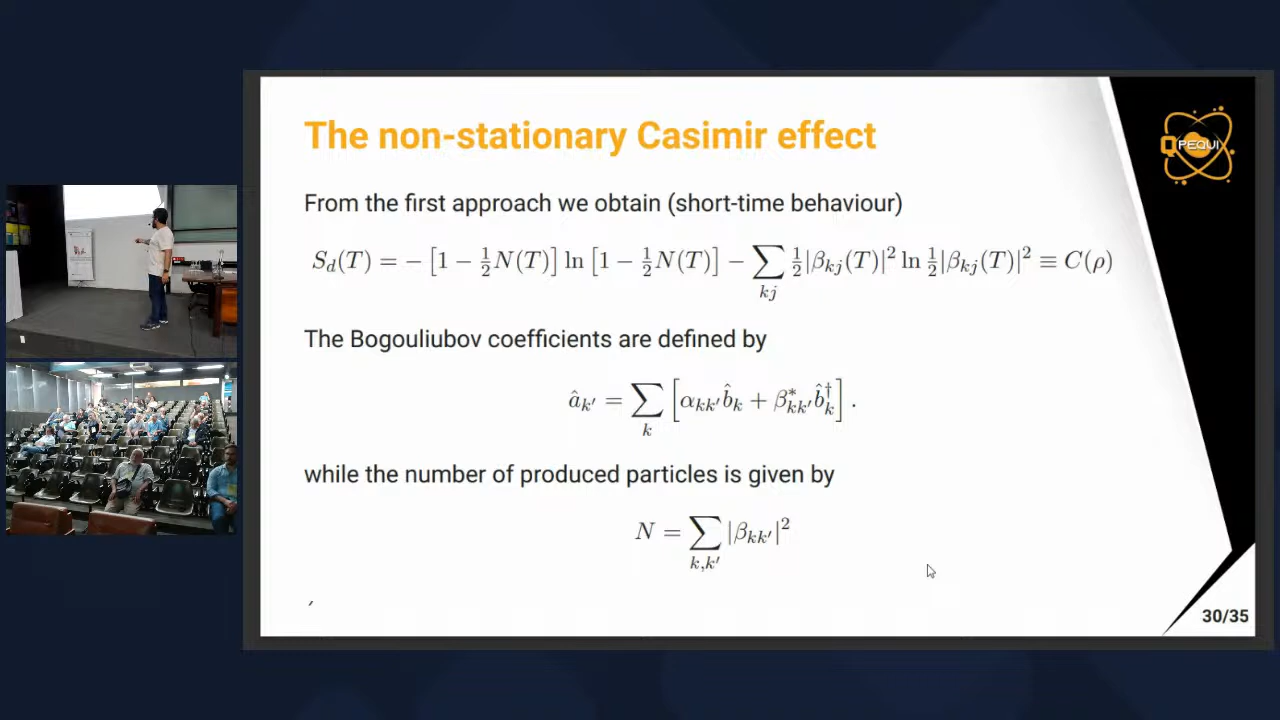 The non-stationary Casimir effect
QPEQUI
From the first approach we obtain (short-time behaviour)
S_d(T) = − [1 − ½N(T)] ln [1 − ½N(T)] − ∑_{kj} ½|β_{kj}(T)|² ln ½|β_{kj}(T)|² ≡ C(ρ)
The Bogouliubov coefficients are defined by
â_{k′} = ∑_k [α_{kk′} b̂_k + β*_{kk′} b̂†_k] .
while the number of produced particles is given by
N = ∑_{k,k′} |β_{kk′}|²
,
30/35